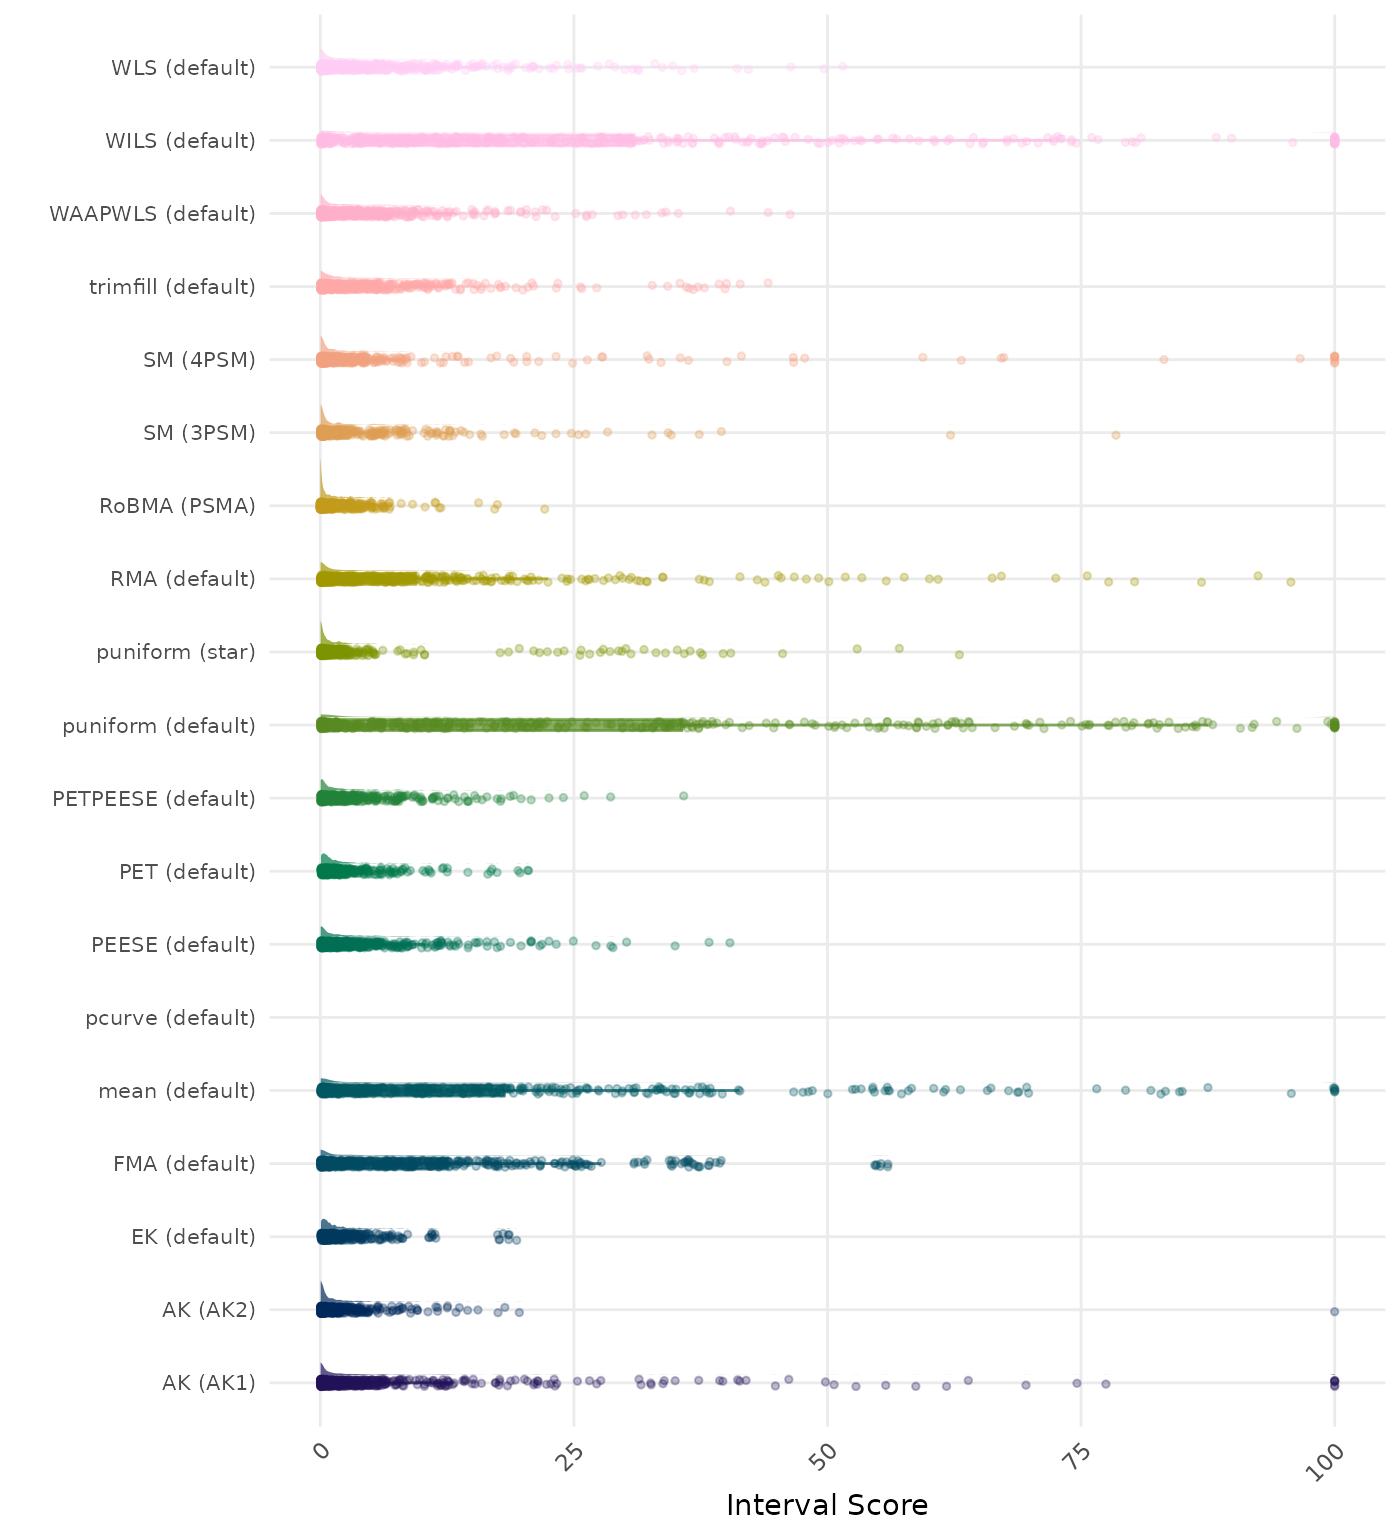 WLS (default)
WILS (default)
WAAPWLS (default)
trimfill (default)
SM (4PSM)
SM (3PSM)
RoBMA (PSMA)
RMA (default)
puniform (star)
puniform (default)
PETPEESE (default)
PET (default)
PEESE (default)
pcurve (default)
mean (default)
FMA (default)
EK (default)
AK (AK2)
AK (AK1)
0 25 50 75 100
Interval Score